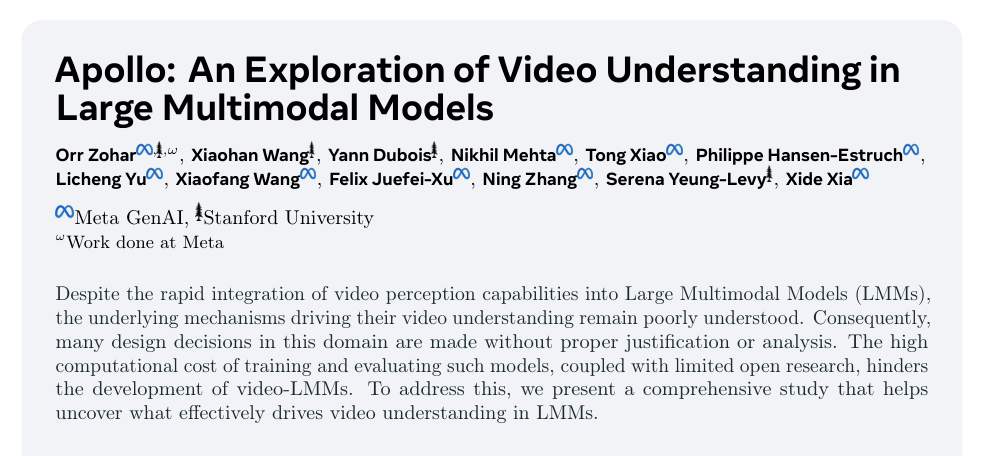 Apollo: An Exploration of Video Understanding in
Large Multimodal Models
Orr Zohar∞,🌲,ω, Xiaohan Wang🌲, Yann Dubois🌲, Nikhil Mehta∞, Tong Xiao∞, Philippe Hansen-Estruch∞,
Licheng Yu∞, Xiaofang Wang∞, Felix Juefei-Xu∞, Ning Zhang∞, Serena Yeung-Levy🌲, Xide Xia∞
∞Meta GenAI, 🌲Stanford University
ωWork done at Meta
Despite the rapid integration of video perception capabilities into Large Multimodal Models (LMMs),
the underlying mechanisms driving their video understanding remain poorly understood. Consequently,
many design decisions in this domain are made without proper justification or analysis. The high
computational cost of training and evaluating such models, coupled with limited open research, hinders
the development of video-LMMs. To address this, we present a comprehensive study that helps
uncover what effectively drives video understanding in LMMs.